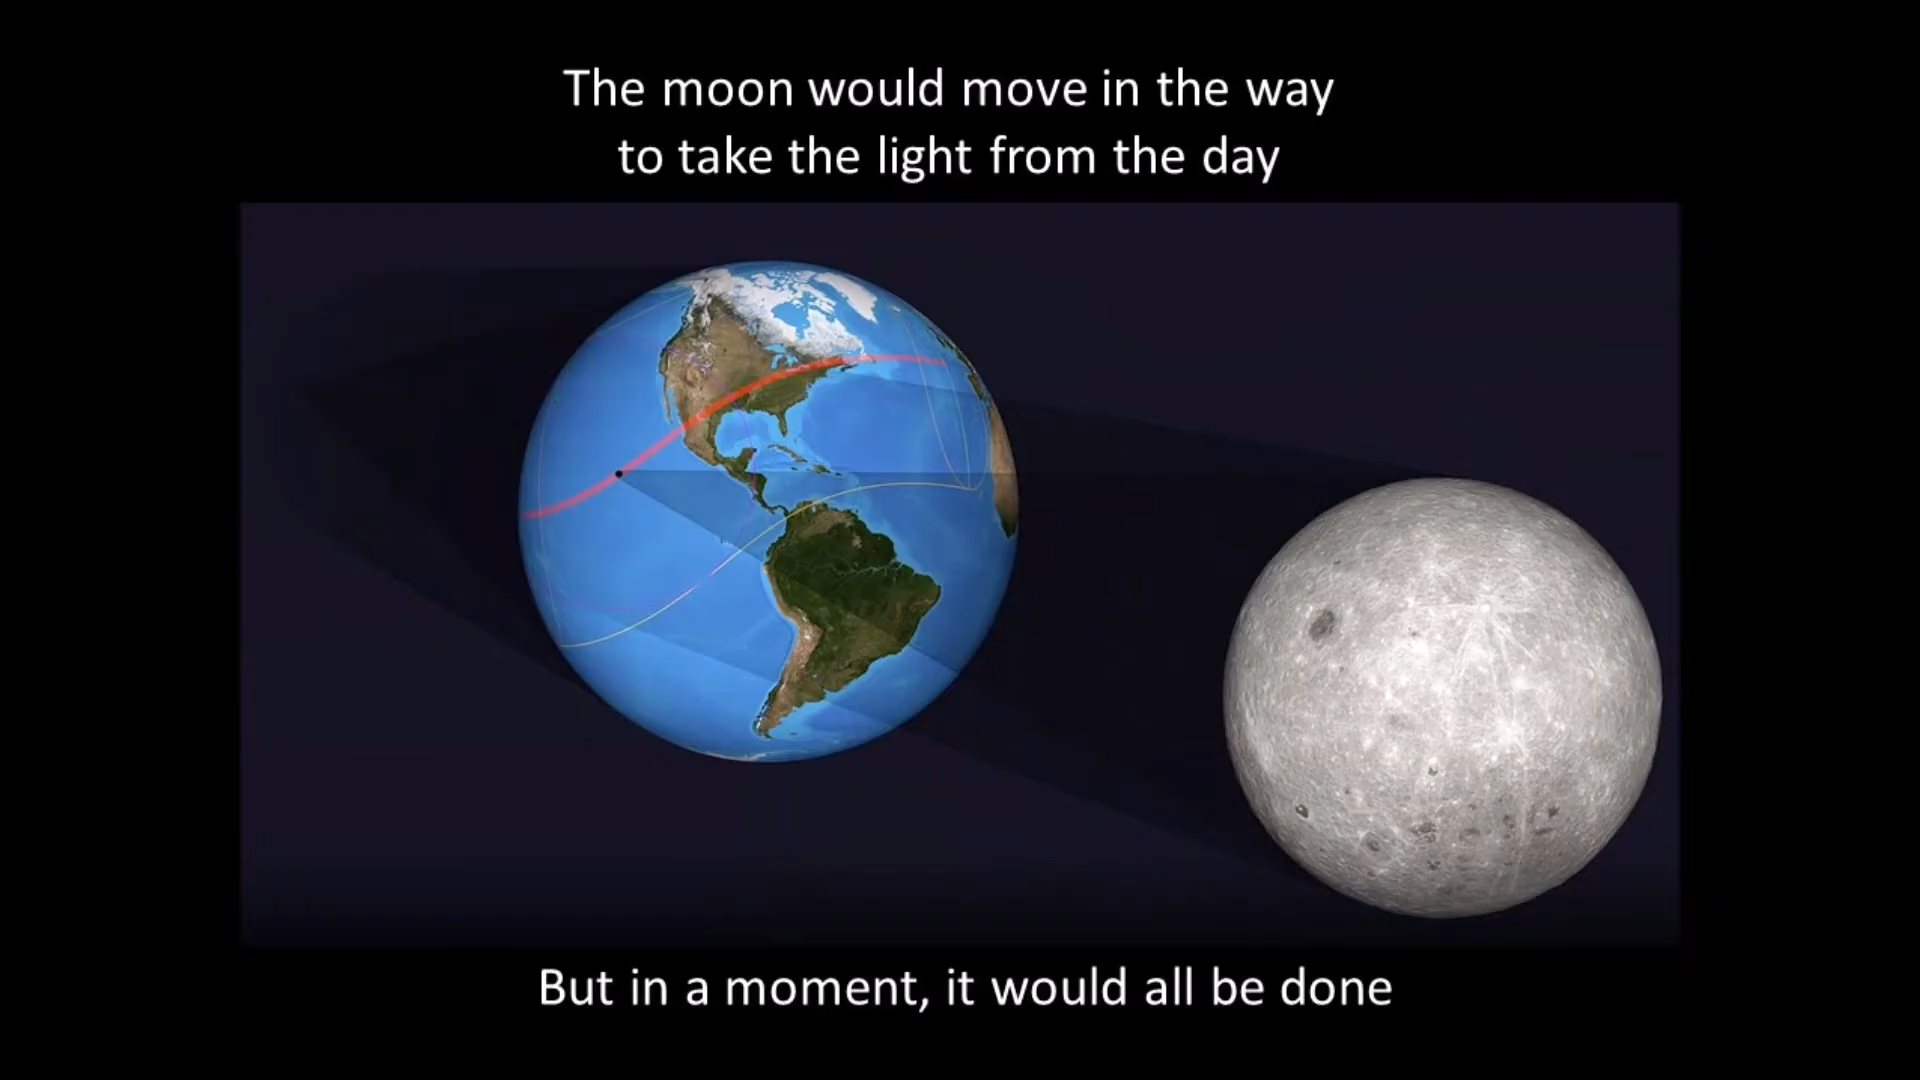 The moon would move in the way
to take the light from the day
But in a moment, it would all be done